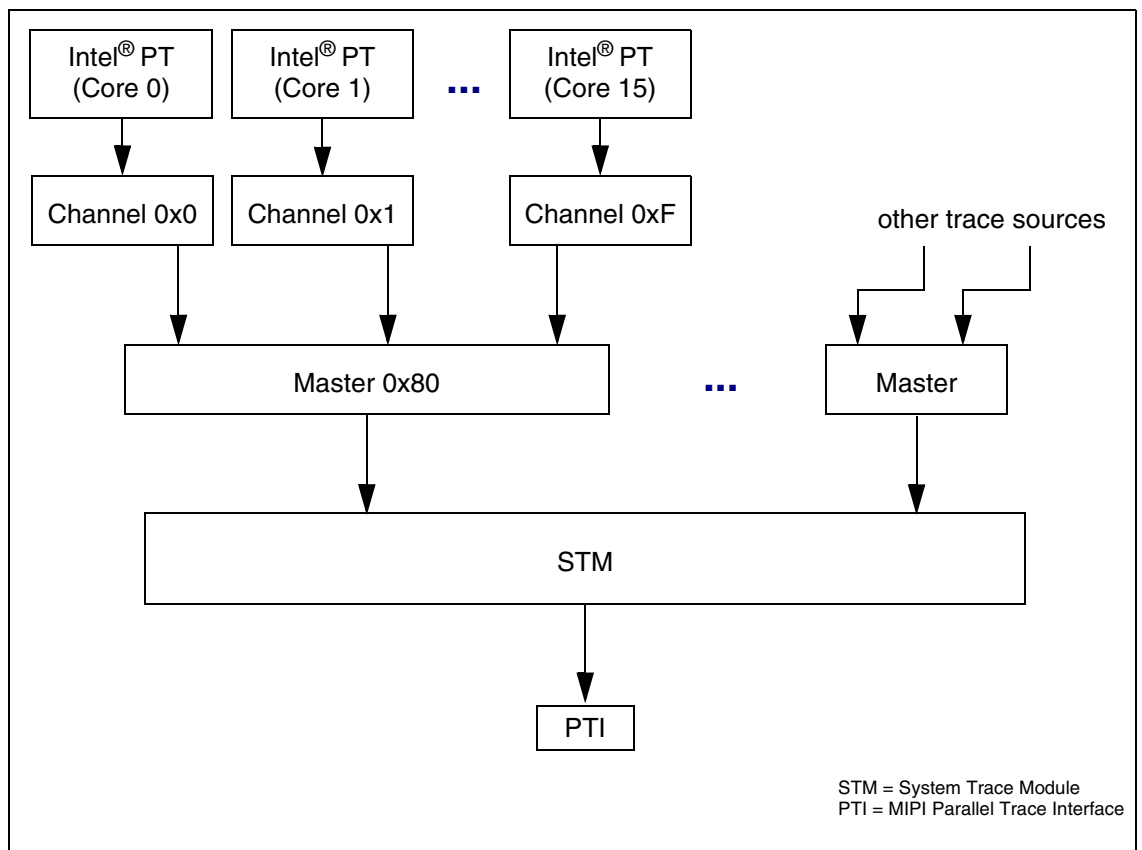 Intel® PT
(Core 0)
Intel® PT
(Core 1)
...
Intel® PT
(Core 15)
Channel 0x0
Channel 0x1
Channel 0xF
other trace sources
Master 0x80
...
Master
STM
PTI
STM = System Trace Module
PTI = MIPI Parallel Trace Interface